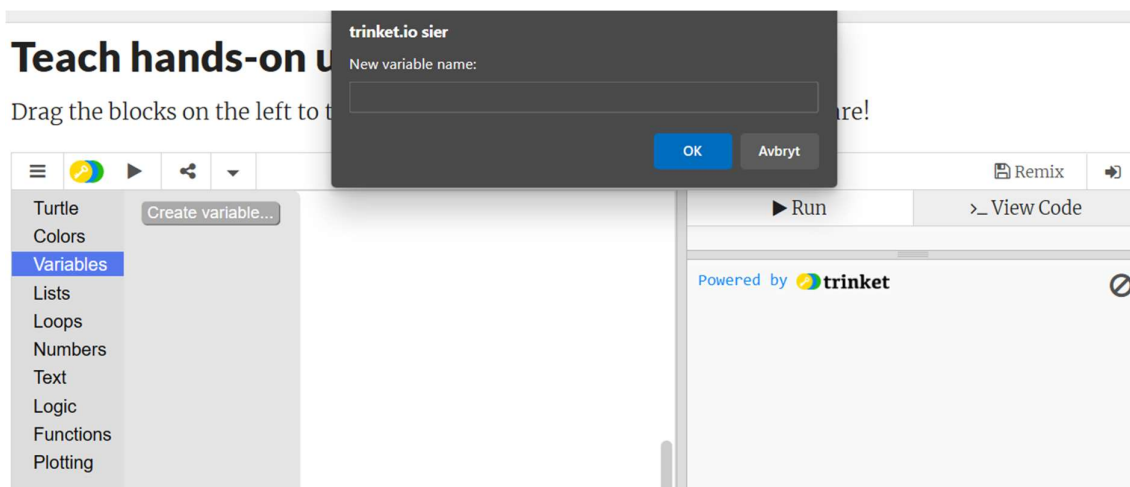 trinket.io sier
New variable name:
OK Avbryt
Teach hands-on u
Drag the blocks on the left to t re!
Remix
Turtle
Colors
Variables
Lists
Loops
Numbers
Text
Logic
Functions
Plotting
Create variable...
Run >_ View Code
Powered by trinket